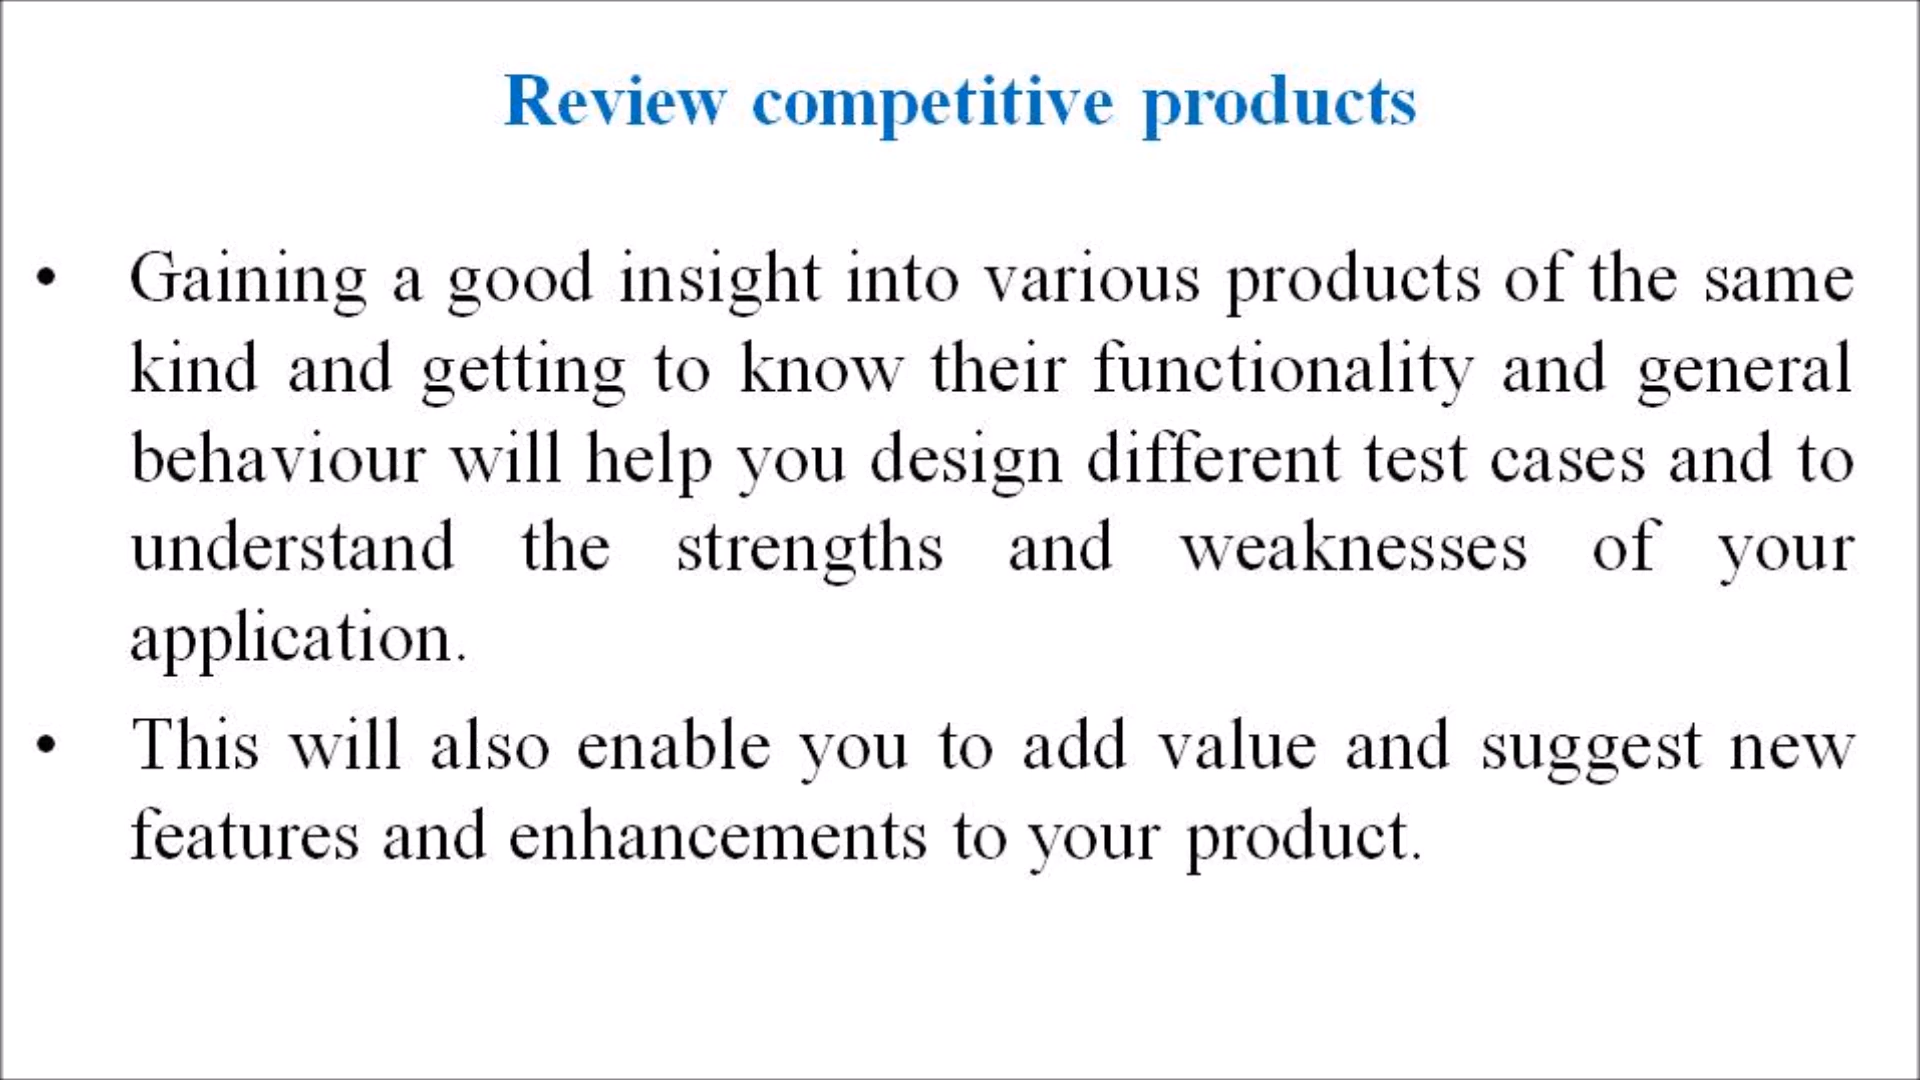 Review competitive products
• Gaining a good insight into various products of the same
kind and getting to know their functionality and general
behaviour will help you design different test cases and to
understand the strengths and weaknesses of your
application.
• This will also enable you to add value and suggest new
features and enhancements to your product.